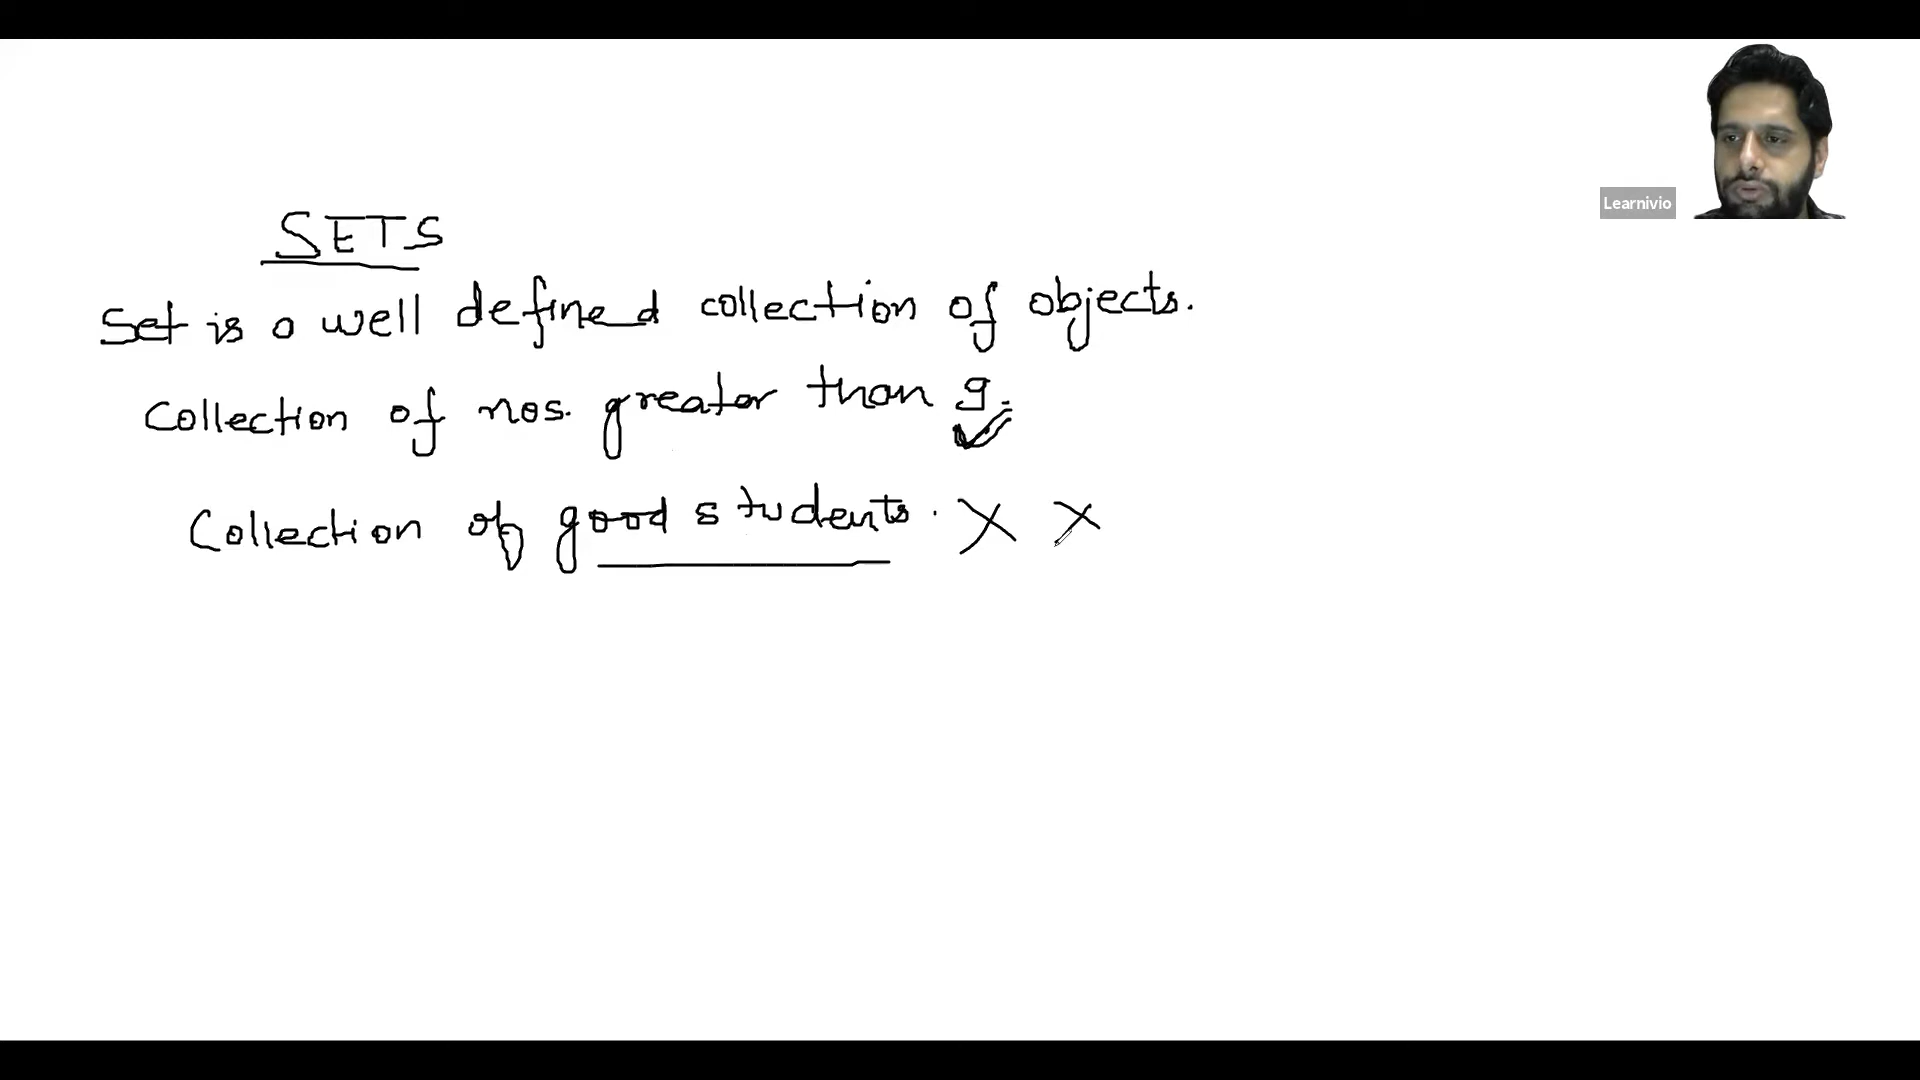 Learnivio
SETS
Set is a well defined collection of objects.
Collection of nos. greater than 9.
Collection of good students.